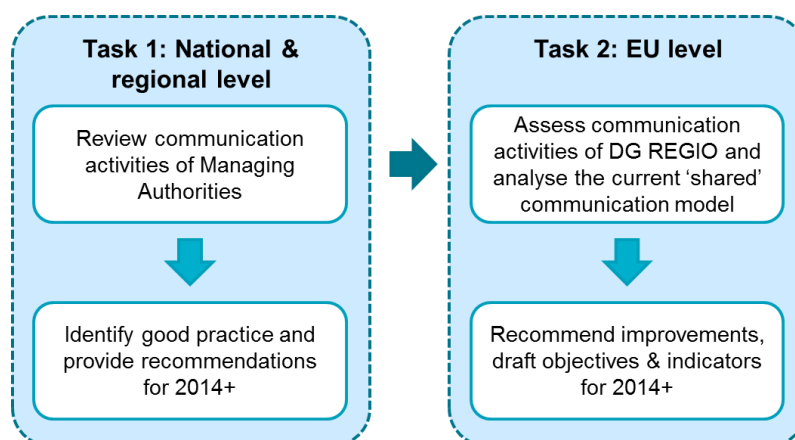 Task 1: National &
regional level
Review communication
activities of Managing
Authorities
Identify good practice and
provide recommendations
for 2014+
Task 2: EU level
Assess communication
activities of DG REGIO and
analyse the current ‘shared’
communication model
Recommend improvements,
draft objectives & indicators
for 2014+